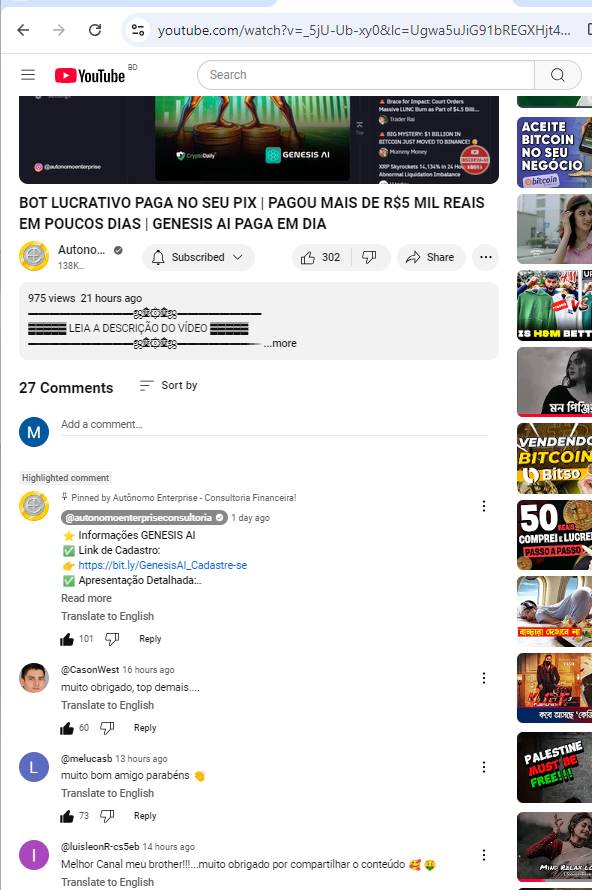 youtube.com/watch?v=_5jU-Ub-xy0&lc=Ugwa5uJiG91bREGXHjt4...
YouTube BD
Search
@autonomoenterprise
CryptoDaily
GENESIS AI
Brace for Impact: Court Orders
Massive LUNC Burn as Part of $4.5 Billi...
Trader Rai
BIG MYSTERY: $1 BILLION IN
BITCOIN JUST MOVED TO BINANCE!
Mummy Money
XRP Skyrockets 14,134% in 24 H
Abnormal Liquidation Imbalance
BOT LUCRATIVO PAGA NO SEU PIX | PAGOU MAIS DE R$5 MIL REAIS
EM POUCOS DIAS | GENESIS AI PAGA EM DIA
Autono...
138K...
Subscribed
302
Share
975 views 21 hours ago
LEIA A DESCRIÇÃO DO VÍDEO
...more
27 Comments
Sort by
M
Add a comment...
Highlighted comment
Pinned by Autônomo Enterprise - Consultoria Financeira!
@autonomoenterpriseconsultoria 1 day ago
⭐ Informações GENESIS AI
✅ Link de Cadastro:
👉 https://bit.ly/GenesisAI_Cadastre-se
✅ Apresentação Detalhada:..
Read more
Translate to English
101 Reply
@CasonWest 16 hours ago
muito obrigado, top demais....
Translate to English
60 Reply
L
@melucasb 13 hours ago
muito bom amigo parabéns 👏
Translate to English
73 Reply
I
@luisleonR-cs5eb 14 hours ago
Melhor Canal meu brother!!!...muito obrigado por compartilhar o conteúdo 🥰 🤑
Translate to English
ACEITE
BITCOIN
NO SEU
NEGÓCIO
bitcoin
VS
IS H&M BETT
মন পিঞ্জি
VENDENDO
BITCOIN
Bitso
50 REAIS
COMPREI E LUCREI
PASSO A PASSO
বাচ্চারা দেখবে না
কবে আসছে 'কেজি
PALESTINE
MUST BE
FREE!!!
MIND RELAX LO